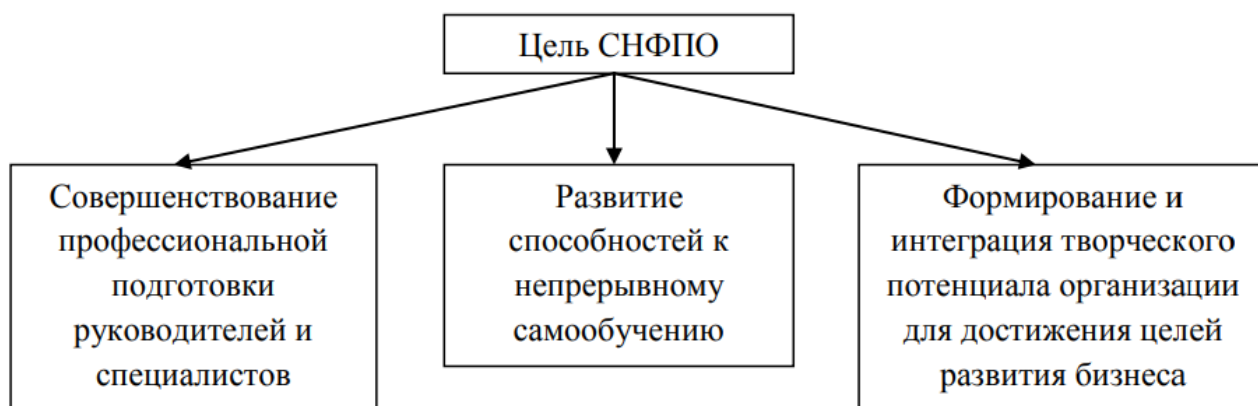 Цель СНФПО
Совершенствование
профессиональной
подготовки
руководителей и
специалистов
Развитие
способностей к
непрерывному
самообучению
Формирование и
интеграция творческого
потенциала организации
для достижения целей
развития бизнеса